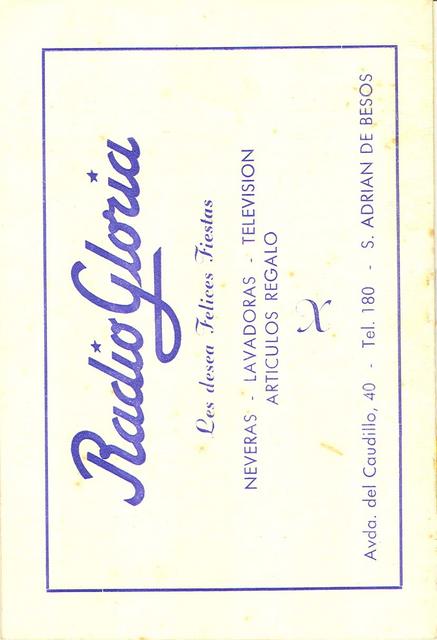 Radio Gloria
Les desea Felices Fiestas
NEVERAS - LAVADORAS - TELEVISION
ARTICULOS REGALO
Avda. del Caudillo, 40 - Tel. 180 - S. ADRIAN DE BESOS